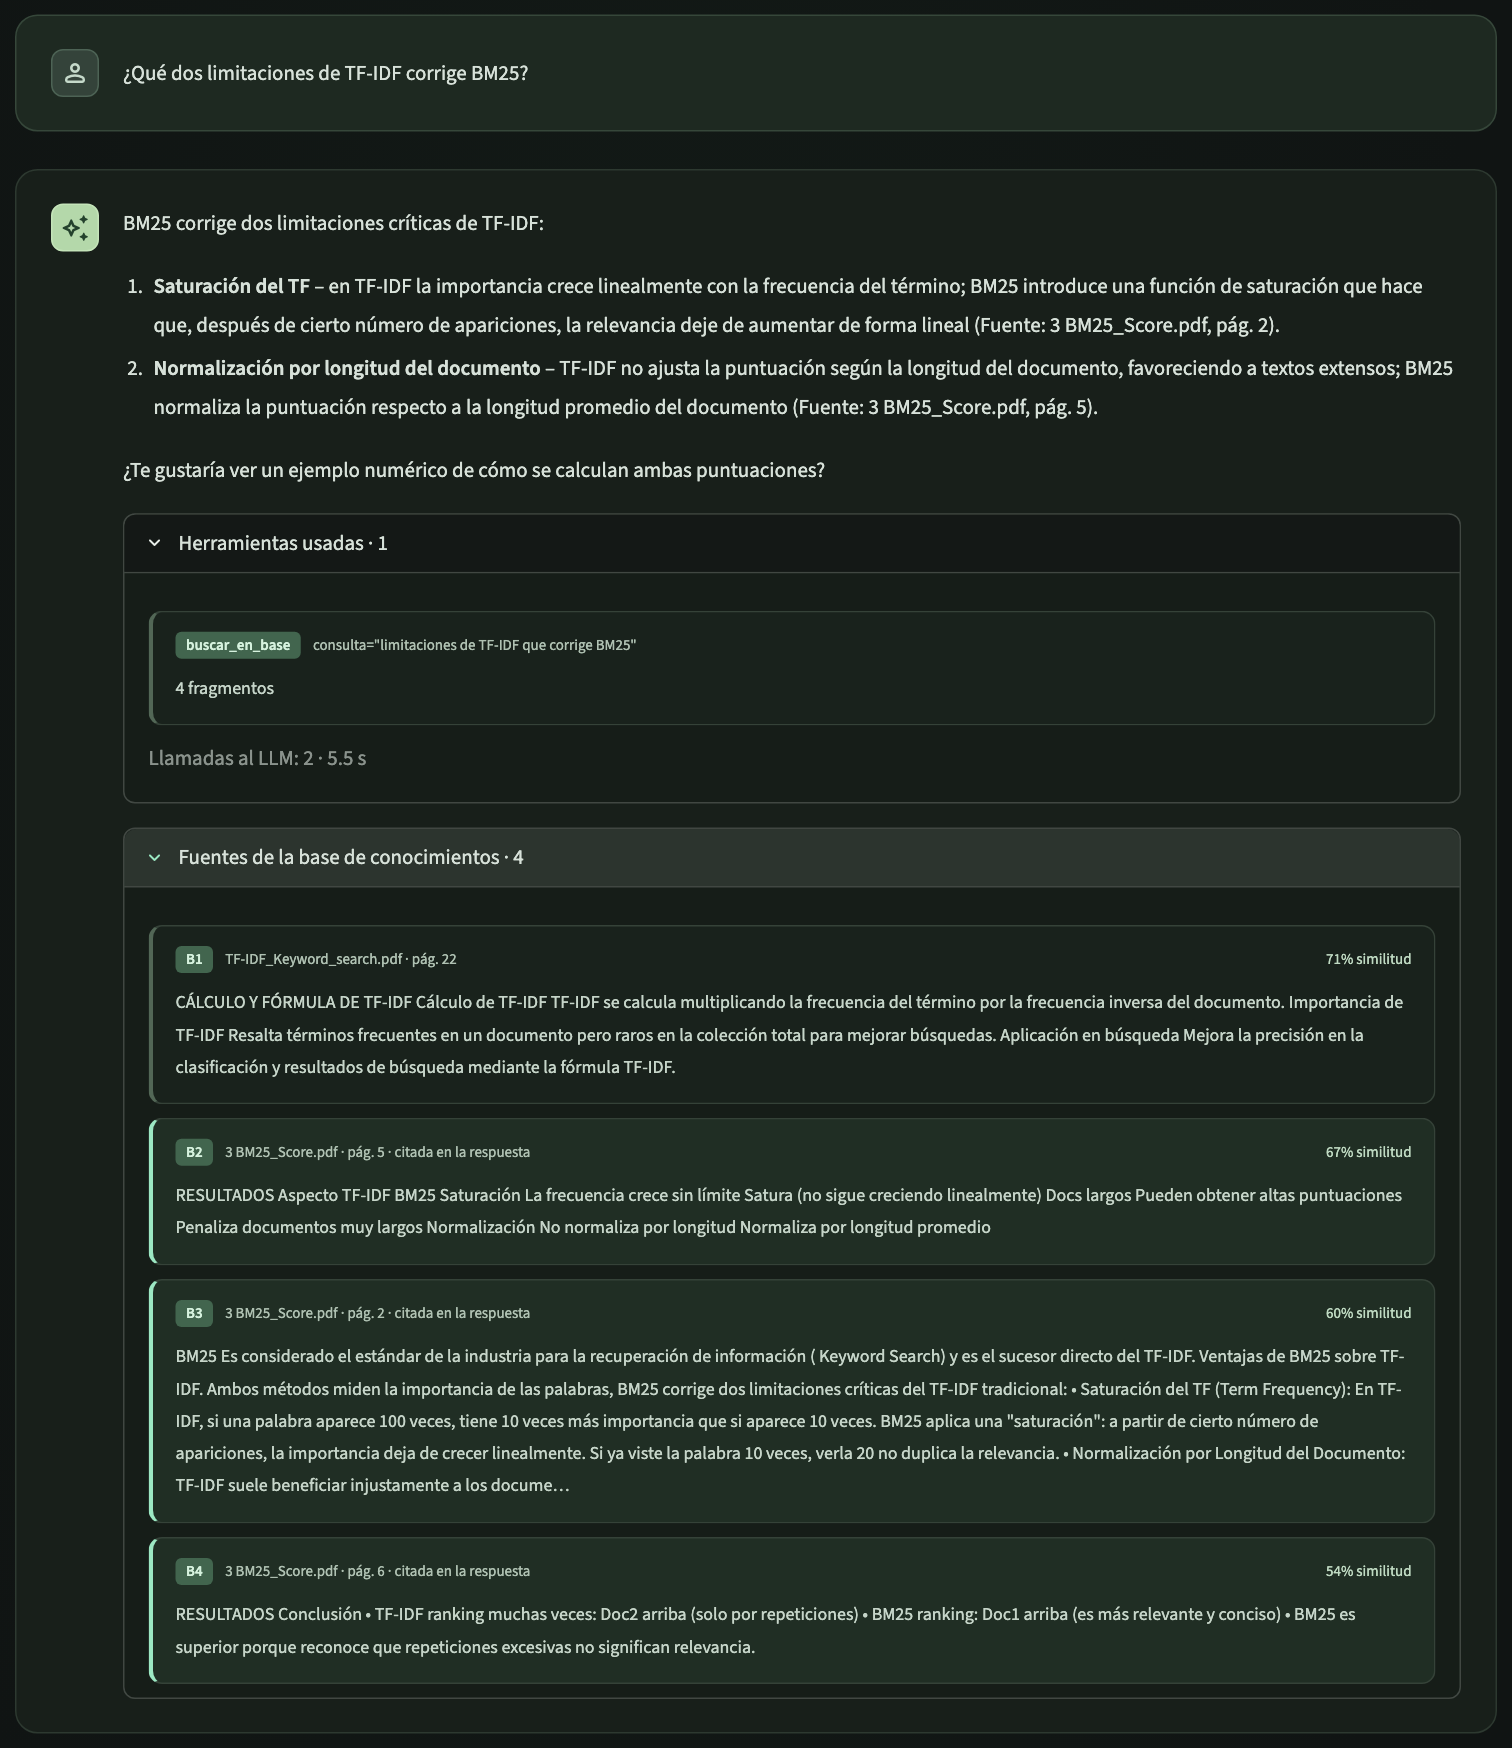 ¿Qué dos limitaciones de TF-IDF corrige BM25?
BM25 corrige dos limitaciones críticas de TF-IDF:
1. Saturación del TF – en TF-IDF la importancia crece linealmente con la frecuencia del término; BM25 introduce una función de saturación que hace
que, después de cierto número de apariciones, la relevancia deje de aumentar de forma lineal (Fuente: 3 BM25_Score.pdf, pág. 2).
2. Normalización por longitud del documento – TF-IDF no ajusta la puntuación según la longitud del documento, favoreciendo a textos extensos; BM25
normaliza la puntuación respecto a la longitud promedio del documento (Fuente: 3 BM25_Score.pdf, pág. 5).
¿Te gustaría ver un ejemplo numérico de cómo se calculan ambas puntuaciones?
Herramientas usadas · 1
buscar_en_base consulta="limitaciones de TF-IDF que corrige BM25"
4 fragmentos
Llamadas al LLM: 2 · 5.5 s
Fuentes de la base de conocimientos · 4
B1 TF-IDF_Keyword_search.pdf · pág. 22 71% similitud
CÁLCULO Y FÓRMULA DE TF-IDF Cálculo de TF-IDF TF-IDF se calcula multiplicando la frecuencia del término por la frecuencia inversa del documento. Importancia de
TF-IDF Resalta términos frecuentes en un documento pero raros en la colección total para mejorar búsquedas. Aplicación en búsqueda Mejora la precisión en la
clasificación y resultados de búsqueda mediante la fórmula TF-IDF.
B2 3 BM25_Score.pdf · pág. 5 · citada en la respuesta 67% similitud
RESULTADOS Aspecto TF-IDF BM25 Saturación La frecuencia crece sin límite Satura (no sigue creciendo linealmente) Docs largos Pueden obtener altas puntuaciones
Penaliza documentos muy largos Normalización No normaliza por longitud Normaliza por longitud promedio
B3 3 BM25_Score.pdf · pág. 2 · citada en la respuesta 60% similitud
BM25 Es considerado el estándar de la industria para la recuperación de información ( Keyword Search) y es el sucesor directo del TF-IDF. Ventajas de BM25 sobre TF-
IDF. Ambos métodos miden la importancia de las palabras, BM25 corrige dos limitaciones críticas del TF-IDF tradicional: • Saturación del TF (Term Frequency): En TF-
IDF, si una palabra aparece 100 veces, tiene 10 veces más importancia que si aparece 10 veces. BM25 aplica una "saturación": a partir de cierto número de
apariciones, la importancia deja de crecer linealmente. Si ya viste la palabra 10 veces, verla 20 no duplica la relevancia. • Normalización por Longitud del Documento:
TF-IDF suele beneficiar injustamente a los docume…
B4 3 BM25_Score.pdf · pág. 6 · citada en la respuesta 54% similitud
RESULTADOS Conclusión • TF-IDF ranking muchas veces: Doc2 arriba (solo por repeticiones) • BM25 ranking: Doc1 arriba (es más relevante y conciso) • BM25 es
superior porque reconoce que repeticiones excesivas no significan relevancia.